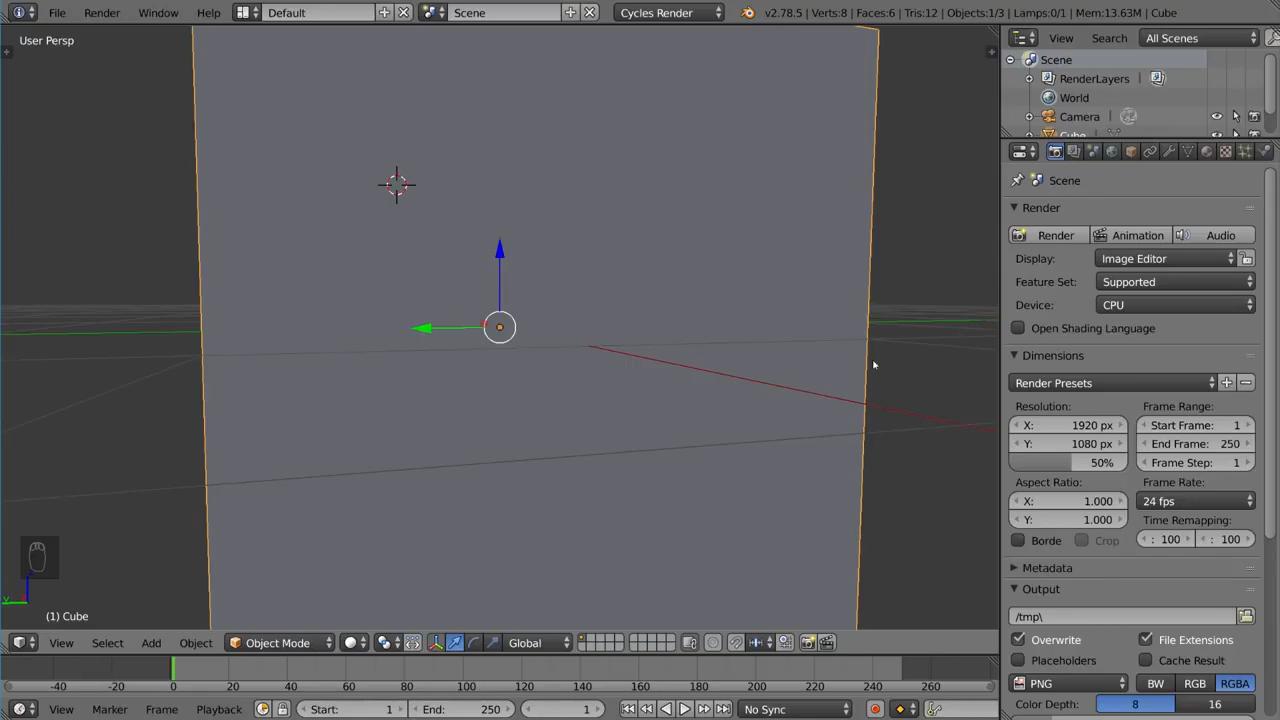 File Render Window Help Default Scene Cycles Render v2.78.5 | Verts:8 | Faces:6 | Tris:12 | Objects:1/3 | Lamps:0/1 | Mem:13.63M | Cube
User Persp
View Search All Scenes
Scene
RenderLayers
World
Camera
Cube
Scene
Render
Render Animation Audio
Display: Image Editor
Feature Set: Supported
Device: CPU
Open Shading Language
Dimensions
Render Presets
Resolution: Frame Range:
X: 1920 px Start Frame: 1
Y: 1080 px End Frame: 250
50% Frame Step: 1
Aspect Ratio: Frame Rate:
X: 1.000 24 fps
Y: 1.000 Time Remapping:
Borde Crop : 100 : 100
Metadata
Output
/tmp\
Overwrite File Extensions
Placeholders Cache Result
PNG BW RGB RGBA
Color Depth: 8 16
(1) Cube
View Select Add Object Object Mode Global
-40 -20 0 20 40 60 80 100 120 140 160 180 200 220 240 260
View Marker Frame Playback Start: 1 End: 250 1 No Sync